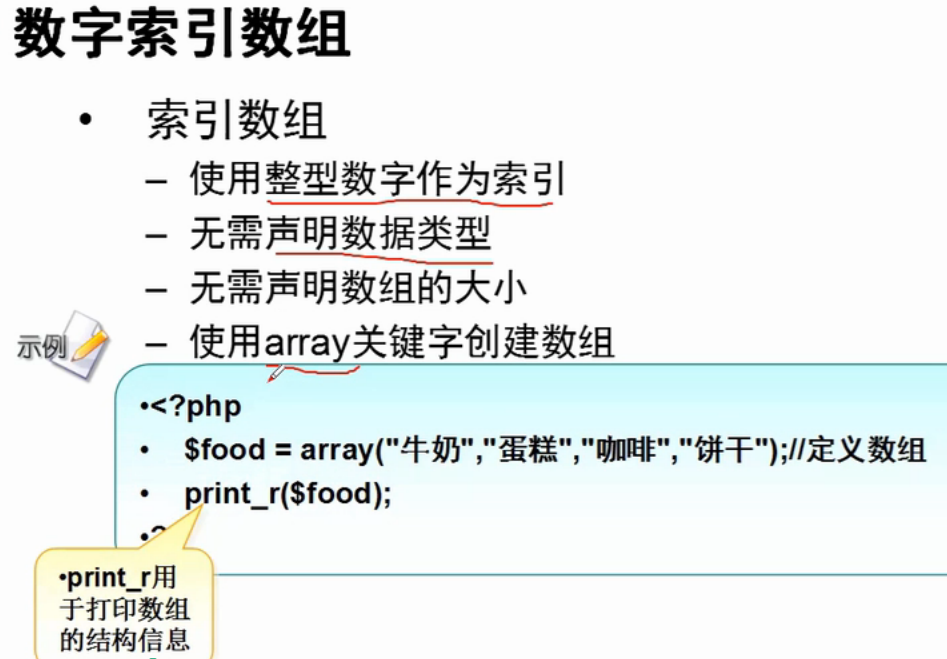 数字索引数组
• 索引数组
– 使用整型数字作为索引
– 无需声明数据类型
– 无需声明数组的大小
示例
– 使用array关键字创建数组
•<?php
• $food = array("牛奶","蛋糕","咖啡","饼干");//定义数组
• print_r($food);
•?
•print_r用
于打印数组
的结构信息